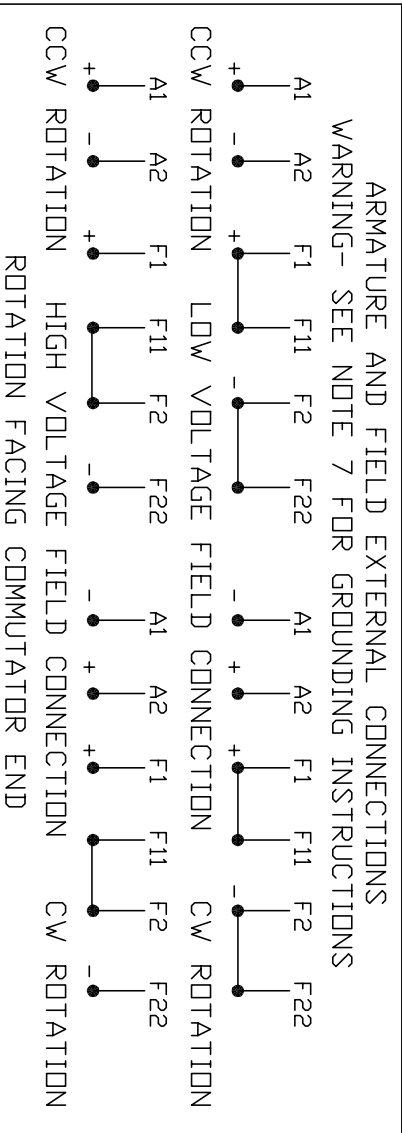 ARMATURE AND FIELD EXTERNAL CONNECTIONS
WARNING- SEE NOTE 7 FOR GROUNDING INSTRUCTIONS
A1 A2 F1 F11 F2 F22 A1 A2 F1 F11 F2 F22
+ - + - - + + -
CCW ROTATION LOW VOLTAGE FIELD CONNECTION CW ROTATION
A1 A2 F1 F11 F2 F22 A1 A2 F1 F11 F2 F22
+ - + - - + + -
CCW ROTATION HIGH VOLTAGE FIELD CONNECTION CW ROTATION
ROTATION FACING COMMUTATOR END